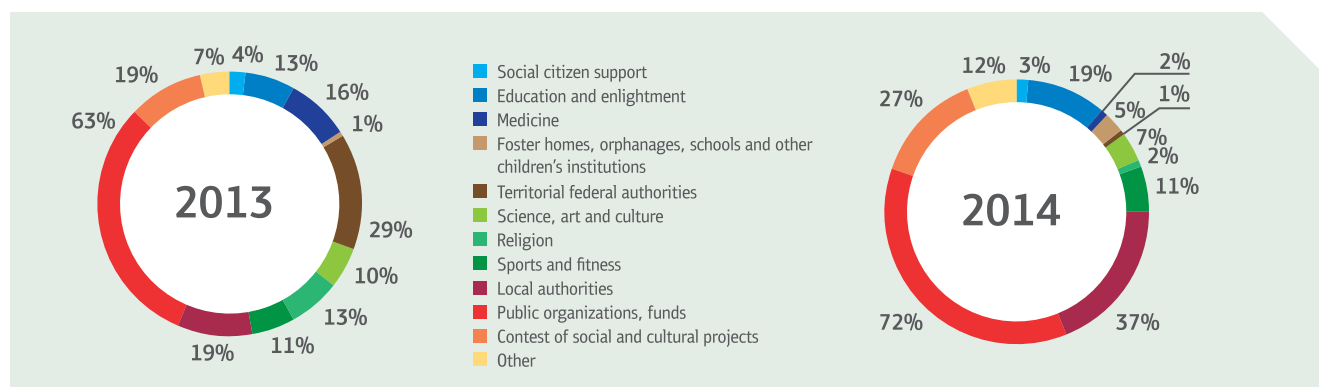 7% 4% 13%
19%
16%
63%
1%
2013
29%
10%
13%
19% 11%
Social citizen support
Education and enlightment
Medicine
Foster homes, orphanages, schools and other
children's institutions
Territorial federal authorities
Science, art and culture
Religion
Sports and fitness
Local authorities
Public organizations, funds
Contest of social and cultural projects
Other
12% 3% 19% 2%
27%
5% 1%
7%
2%
11%
2014
72% 37%